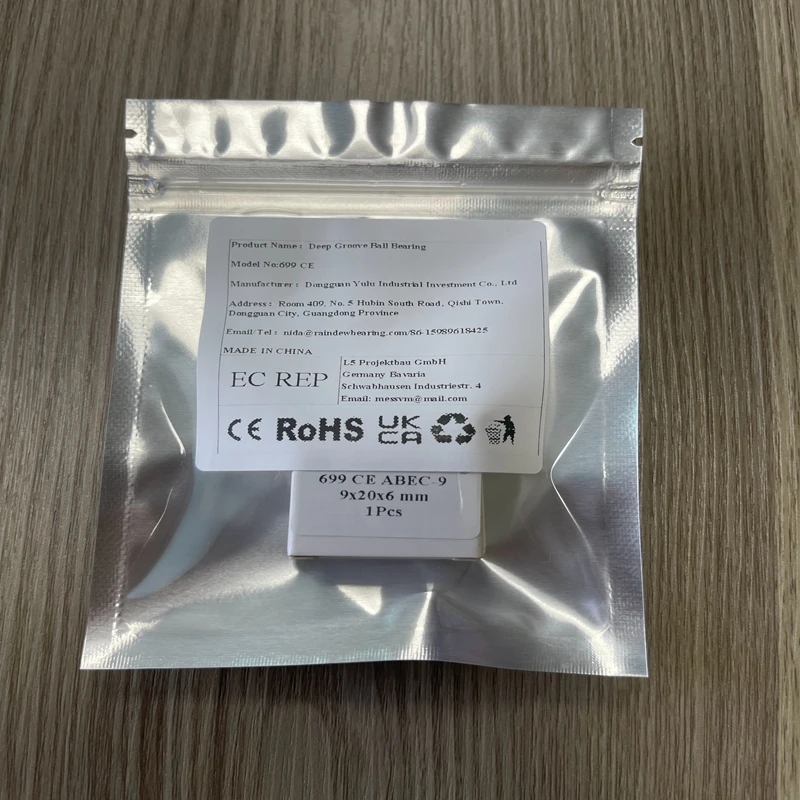 Product Name: Deep Groove Ball Bearing
Model No:699 CE
Manufacturer: Dongguan Yulu Industrial Investment Co., Ltd
Address: Room 409, No. 5 Hubin South Road, Qishi Town,
Dongguan City, Guangdong Province
Email/Tel: nida@raindewbearing.com/86-15989618425
MADE IN CHINA
EC REP
L5 Projektbau GmbH
Germany Bavaria
Schwabhausen Industriestr. 4
Email: messvm@mail.com
CE RoHS UK
CA
699 CE ABEC-9
9x20x6 mm
1Pcs